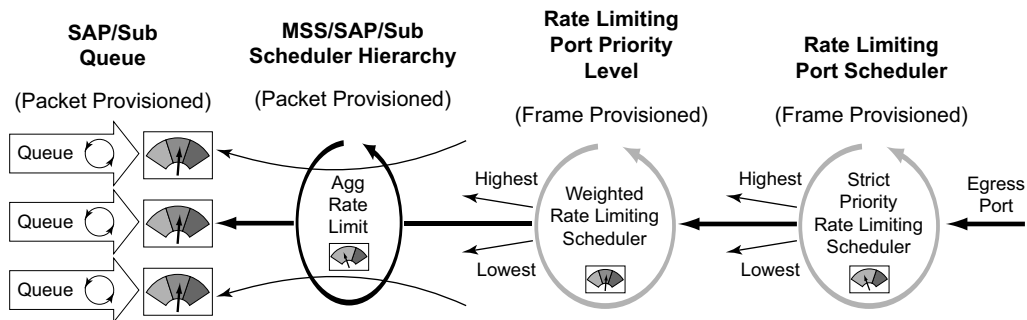 SAP/Sub
Queue
(Packet Provisioned)
MSS/SAP/Sub
Scheduler Hierarchy
(Packet Provisioned)
Rate Limiting
Port Priority
Level
(Frame Provisioned)
Rate Limiting
Port Scheduler
(Frame Provisioned)
Queue
Queue
Queue
Agg
Rate
Limit
Highest
Lowest
Weighted
Rate Limiting
Scheduler
Highest
Lowest
Strict
Priority
Rate Limiting
Scheduler
Egress
Port